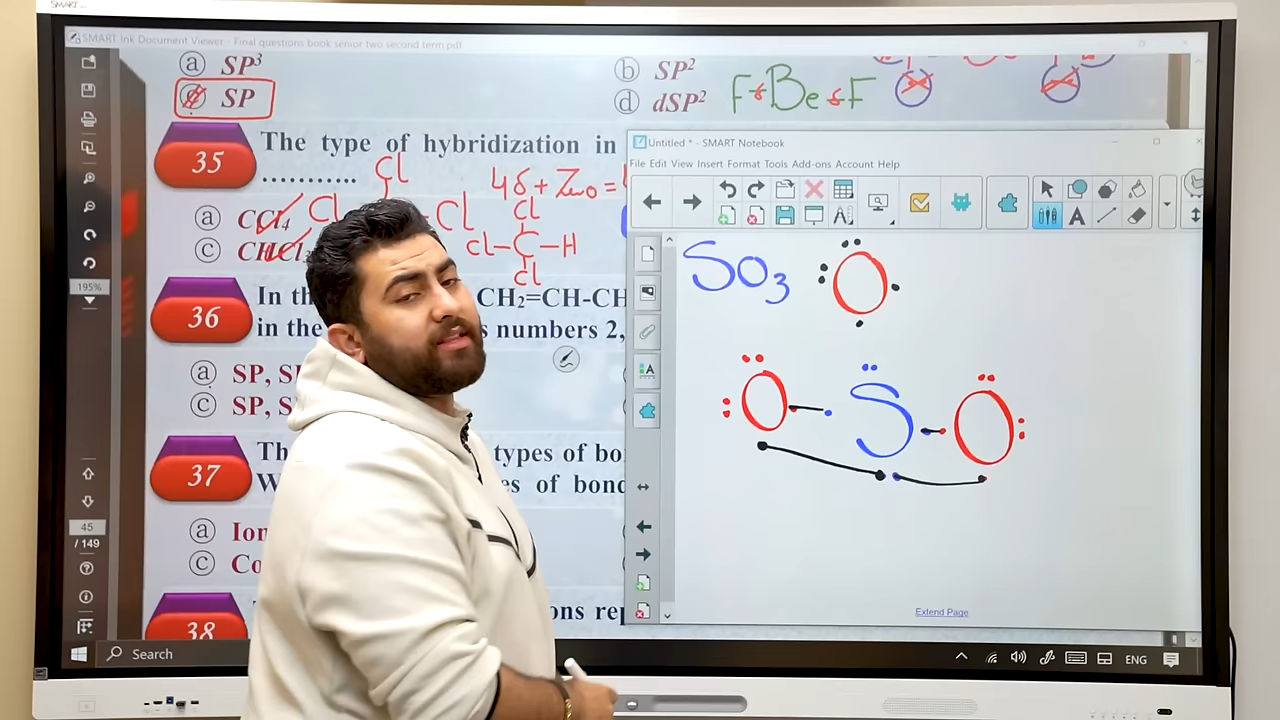 SMART
SMART Ink Document Viewer - Final questions book senior two second term.pdf
a SP³
b SP²
SP
d dSP²
F Be F
35
The type of hybridization in
...........
Cl
4δ + Zero =
a CCl4
Cl
Cl
c CHCl3
Cl
Cl-C-H
Cl
36
In th
CH₂=CH-CH
in the
s numbers 2,
a SP, S
c SP, S
37
Th
types of bo
W
es of bond
a Ion
c Co
38
ons rep
195%
45
/ 149
Untitled * - SMART Notebook
File Edit View Insert Format Tools Add-ons Account Help
A
A
SO3
O
O - S - O
Extend Page
Search
ENG